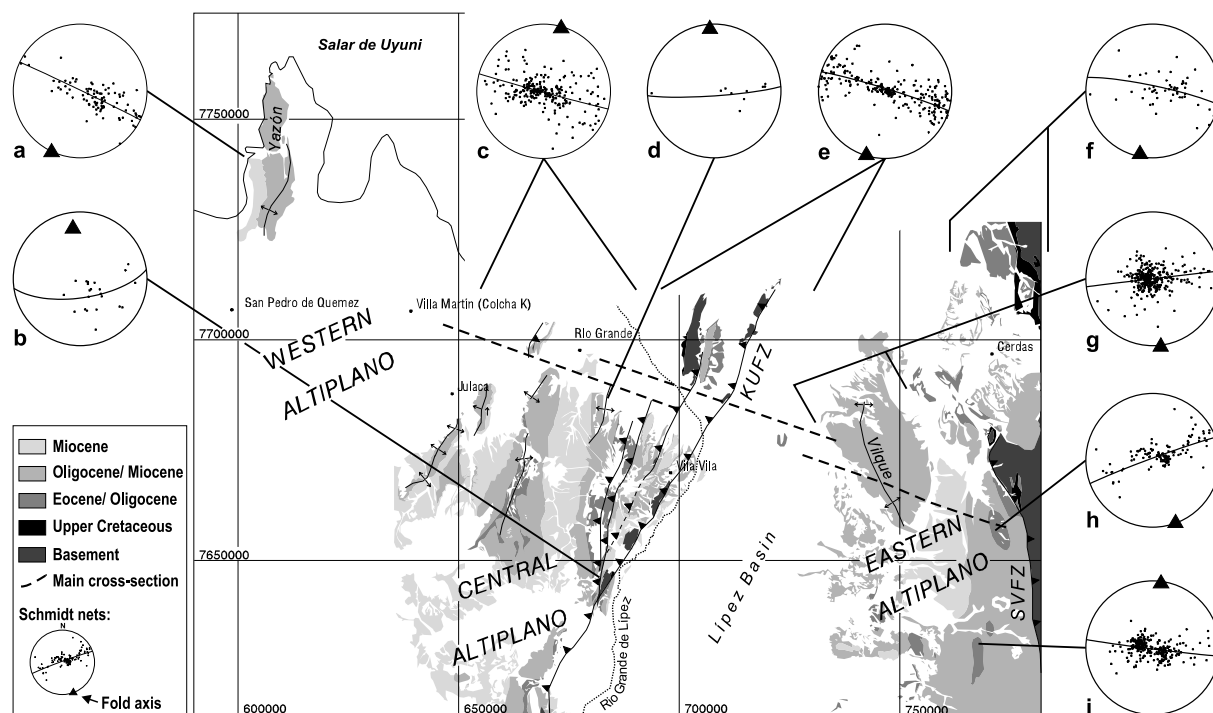 Salar de Uyuni
a
b
c
d
e
f
g
h
i
7750000
Yazón
San Pedro de Quemez
Villa Martin (Colcha K)
7700000
WESTERN
ALTIPLANO
Río Grande
Julaca
KUFZ
Cerdas
Vilque
Vila Vila
Miocene
Oligocene/ Miocene
Eocene/ Oligocene
Upper Cretaceous
Basement
Main cross-section
Schmidt nets:
N
Fold axis
7650000
CENTRAL
ALTIPLANO
Río Grande de Lípez
Lípez Basin
EASTERN
ALTIPLANO
SVFZ
600000
650000
700000
750000